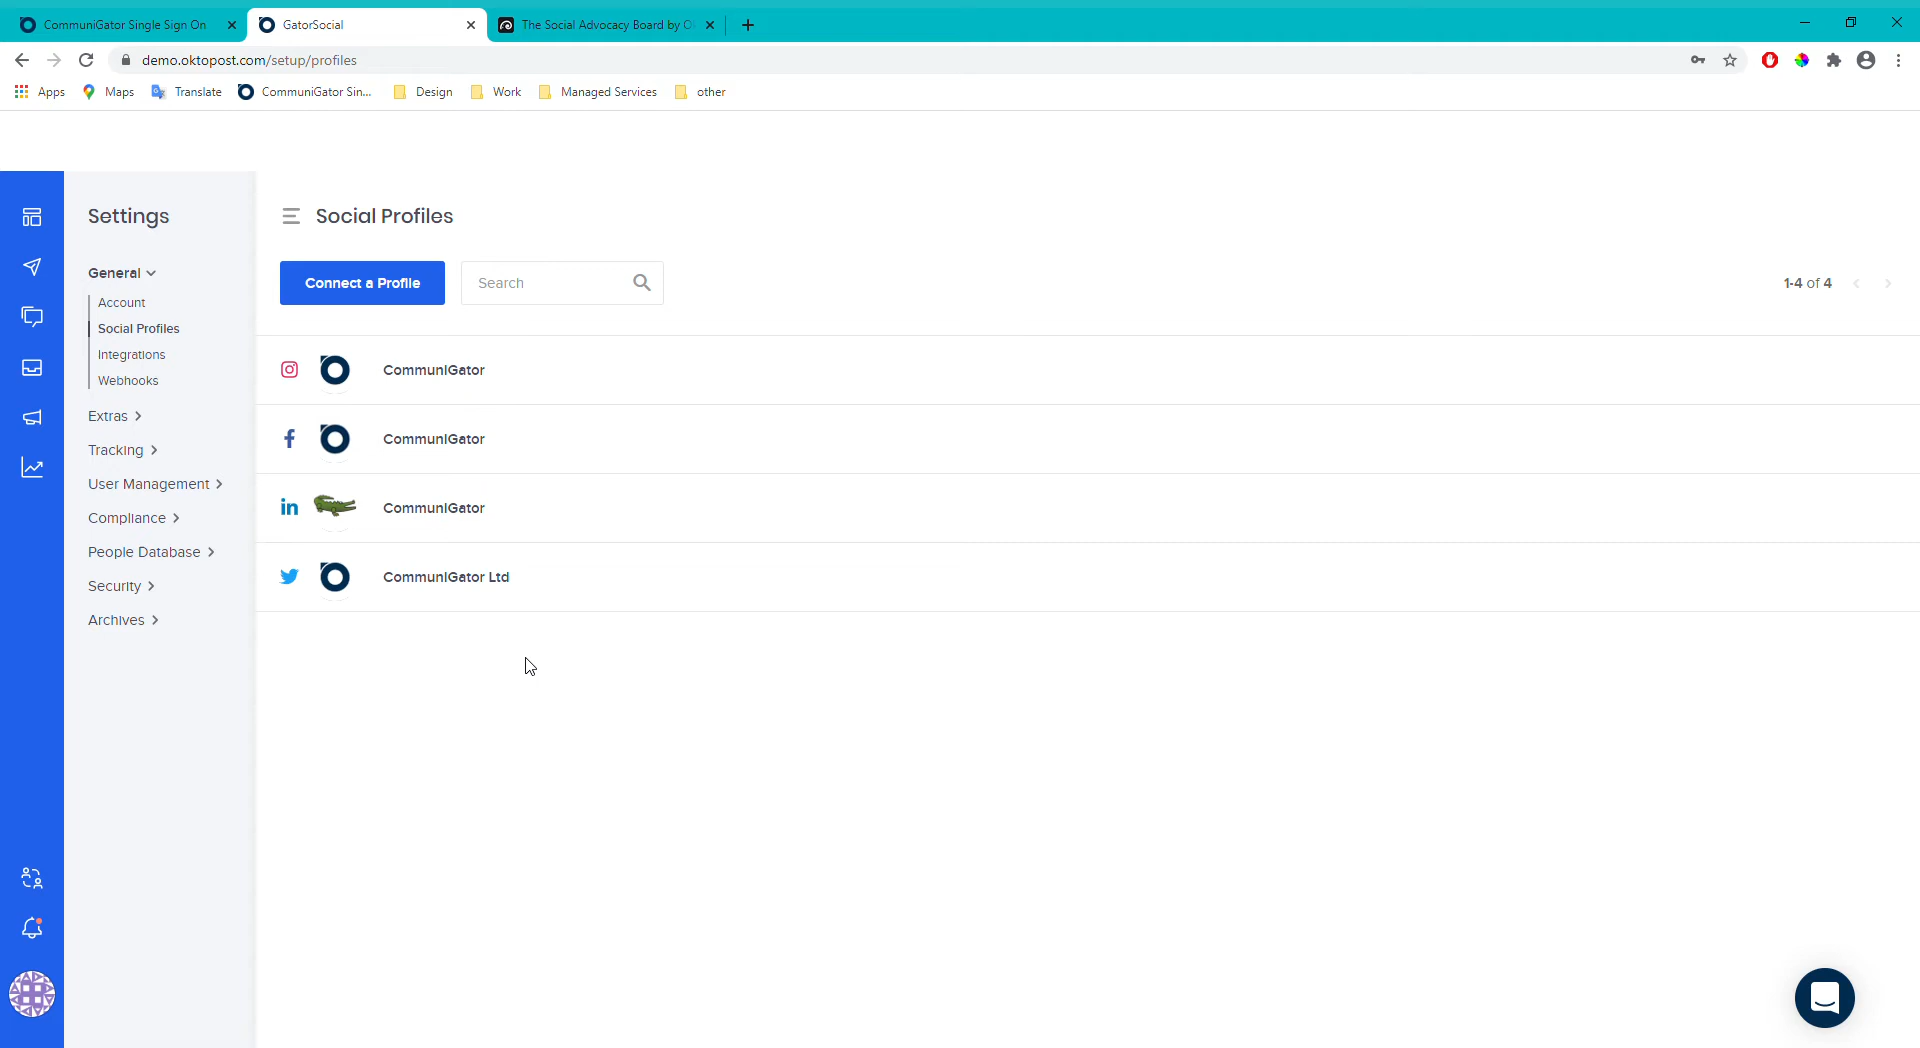 CommuniGator Single Sign On
GatorSocial
The Social Advocacy Board by O
demo.oktopost.com/setup/profiles
Apps
Maps
Translate
CommuniGator Sin...
Design
Work
Managed Services
other
Settings
General
Account
Social Profiles
Integrations
Webhooks
Extras
Tracking
User Management
Compliance
People Database
Security
Archives
Social Profiles
Connect a Profile
Search
1-4 of 4
CommuniGator
CommuniGator
CommuniGator
CommuniGator Ltd